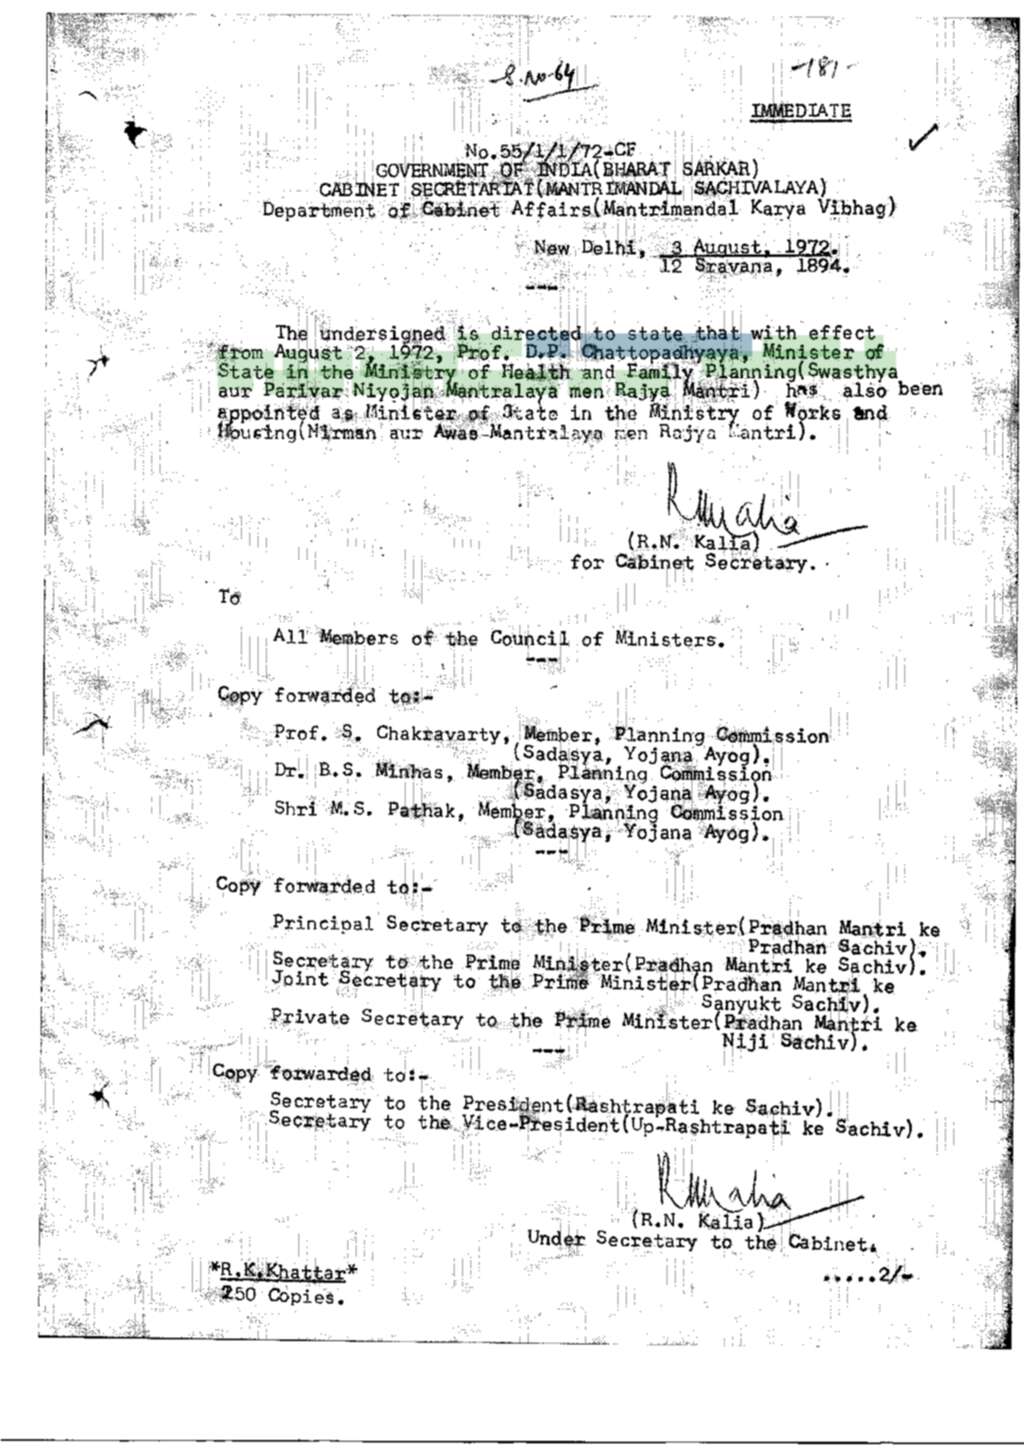 S.No-64
-181-
IMMEDIATE
No.55/1/1/72-CF
GOVERNMENT OF INDIA(BHARAT SARKAR)
CABINET SECRETARIAT(MANTRIMANDAL SACHIVALAYA)
Department of Cabinet Affairs(Mantrimandal Karya Vibhag)
New Delhi, 3 August, 1972.
12 Sravana, 1894.
The undersigned is directed to state that with effect
from August 2, 1972, Prof. D.P. Chattopadhyaya, Minister of
State in the Ministry of Health and Family Planning(Swasthya
aur Parivar Niyojan Mantralaya men Rajya Mantri) has also been
appointed as Minister of State in the Ministry of Works and
Housing(Nirman aur Awas-Mantralaya men Rajya Mantri).
(R.N. Kalia)
for Cabinet Secretary.
To
All Members of the Council of Ministers.
Copy forwarded to:-
Prof. S. Chakravarty, Member, Planning Commission
(Sadasya, Yojana Ayog).
Dr. B.S. Minhas, Member, Planning Commission
(Sadasya, Yojana Ayog).
Shri M.S. Pathak, Member, Planning Commission
(Sadasya, Yojana Ayog).
Copy forwarded to:-
Principal Secretary to the Prime Minister(Pradhan Mantri ke
Pradhan Sachiv).
Secretary to the Prime Minister(Pradhan Mantri ke Sachiv).
Joint Secretary to the Prime Minister(Pradhan Mantri ke
Sanyukt Sachiv).
Private Secretary to the Prime Minister(Pradhan Mantri ke
Niji Sachiv).
Copy forwarded to:-
Secretary to the President(Rashtrapati ke Sachiv).
Secretary to the Vice-President(Up-Rashtrapati ke Sachiv).
(R.N. Kalia)
Under Secretary to the Cabinet.
.....2/-
*R.K.Khattar*
250 Copies.